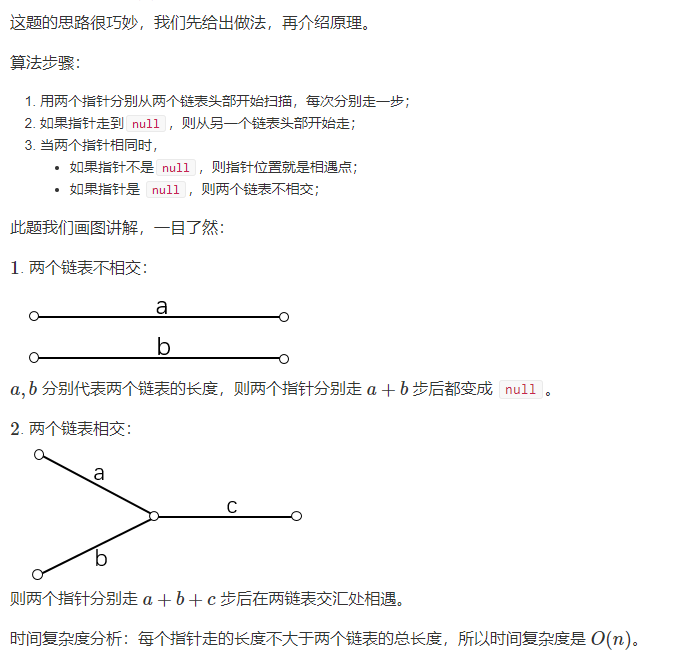 这题的思路很巧妙，我们先给出做法，再介绍原理。
算法步骤：
1. 用两个指针分别从两个链表头部开始扫描，每次分别走一步；
2. 如果指针走到 null ，则从另一个链表头部开始走；
3. 当两个指针相同时，
• 如果指针不是 null ，则指针位置就是相遇点；
• 如果指针是 null ，则两个链表不相交；
此题我们画图讲解，一目了然：
1. 两个链表不相交：
a
b
a, b 分别代表两个链表的长度，则两个指针分别走 a + b 步后都变成 null 。
2. 两个链表相交：
a
c
b
则两个指针分别走 a + b + c 步后在两链表交汇处相遇。
时间复杂度分析：每个指针走的长度不大于两个链表的总长度，所以时间复杂度是 O(n)。